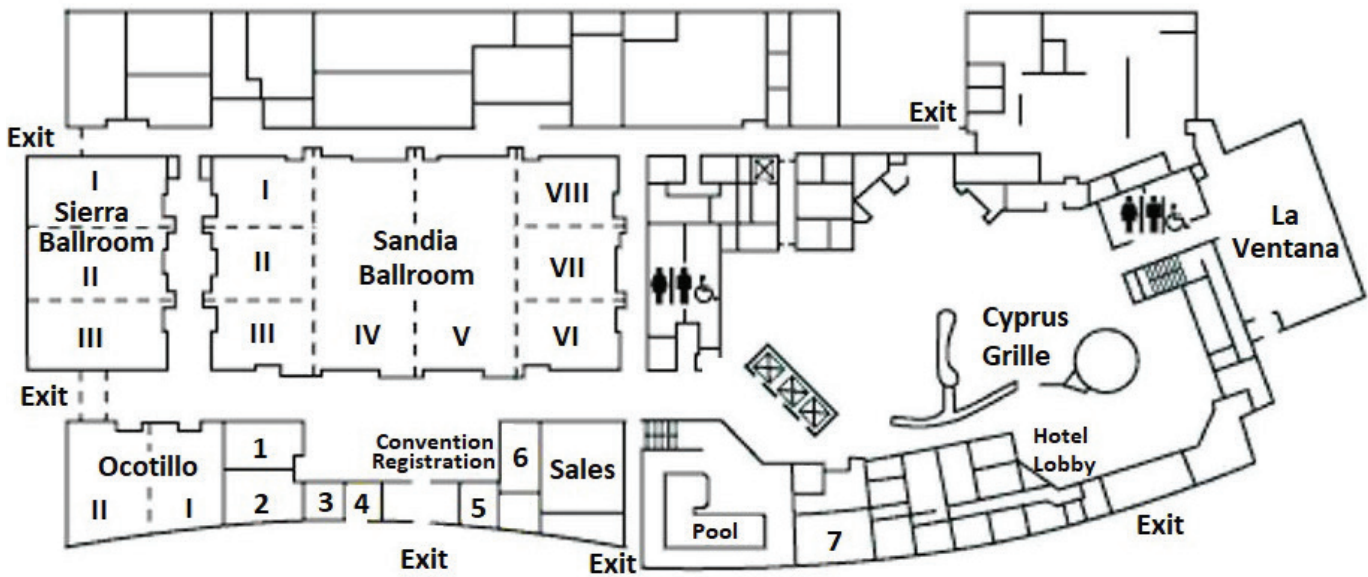 Exit
Exit
I
Sierra
Ballroom
II
III
I
II
III
Sandia
Ballroom
IV
V
VIII
VII
VI
La
Ventana
Cyprus
Grille
Exit
Ocotillo
II
I
1
2
3
4
Convention
Registration
5
6
Sales
Pool
7
Hotel
Lobby
Exit
Exit
Exit